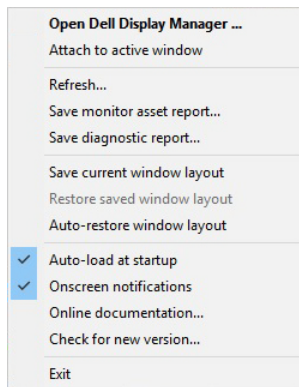 Open Dell Display Manager ...
Attach to active window
Refresh...
Save monitor asset report...
Save diagnostic report...
Save current window layout
Restore saved window layout
Auto-restore window layout
Auto-load at startup
Onscreen notifications
Online documentation...
Check for new version...
Exit